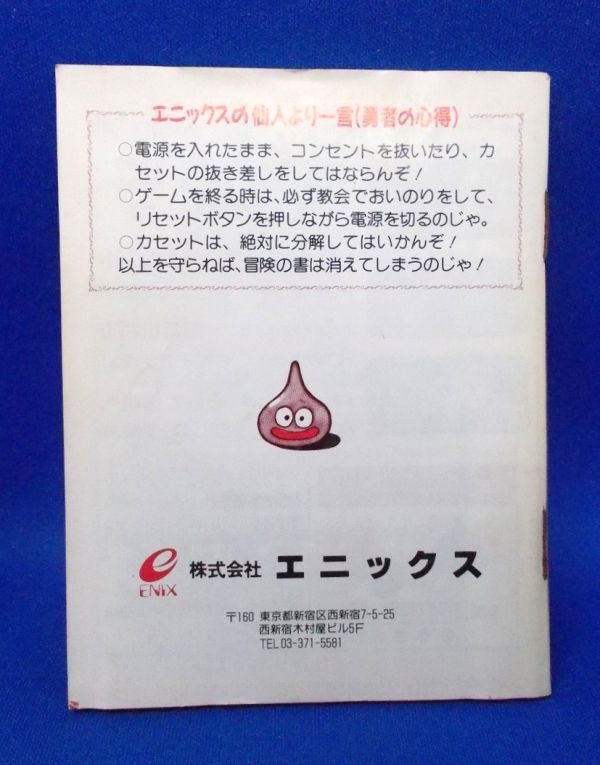 エニックスの仙人より一言(勇者の心得)
○電源を入れたまま、コンセントを抜いたり、カ
セットの抜き差しをしてはならんぞ!
○ゲームを終る時は、必ず教会でおいのりをして、
リセットボタンを押しながら電源を切るのじゃ。
○カセットは、絶対に分解してはいかんぞ!
以上を守らねば、冒険の書は消えてしまうのじゃ!
e
ENIX
株式会社 エニックス
〒160 東京都新宿区西新宿7-5-25
西新宿木村屋ビル5F
TEL 03-371-5581